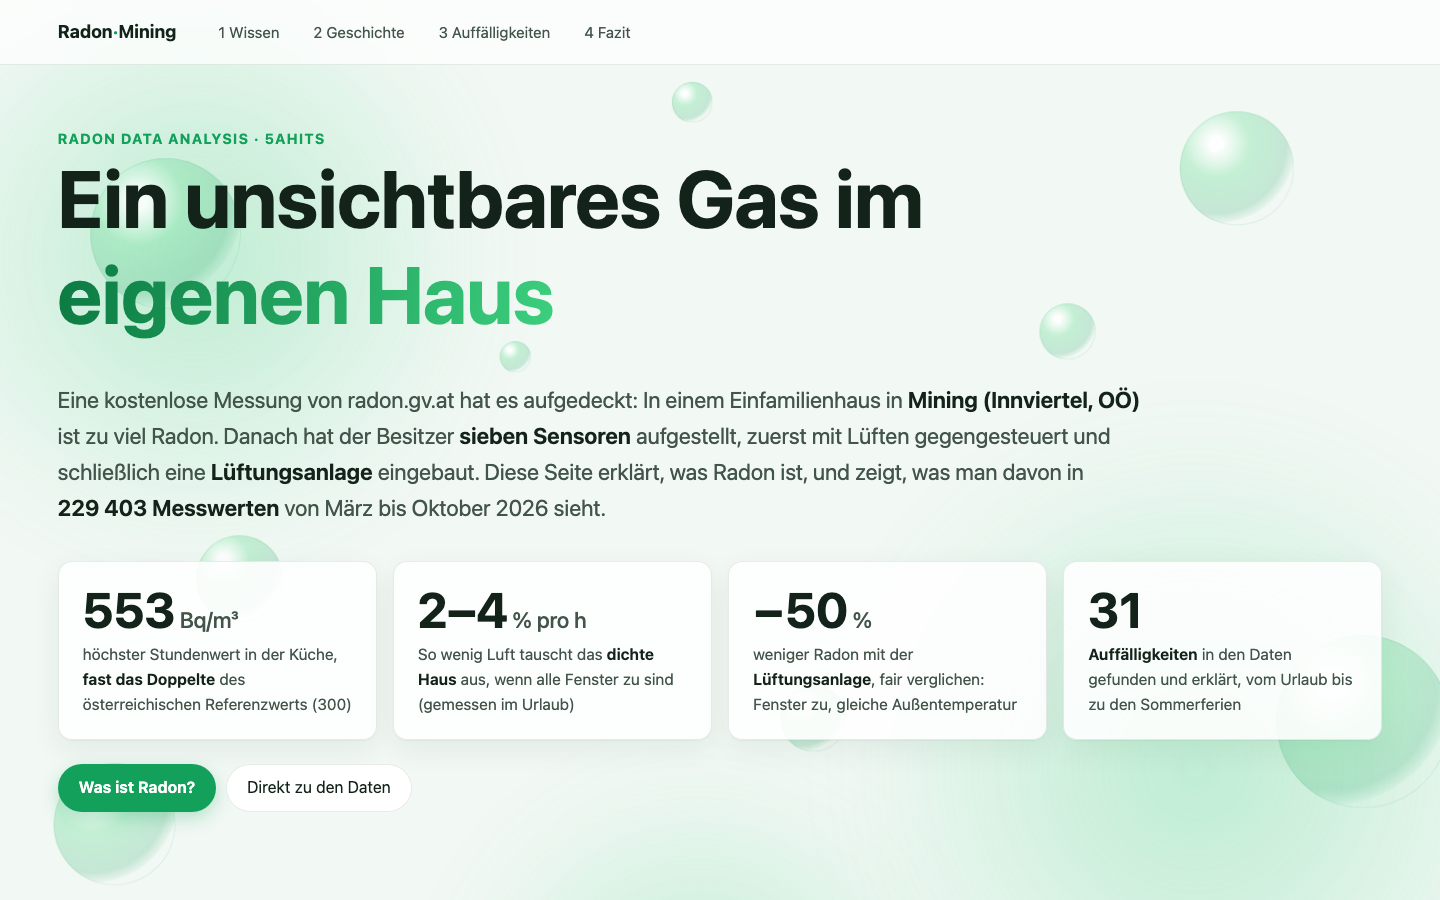 Radon·Mining
1 Wissen
2 Geschichte
3 Auffälligkeiten
4 Fazit
RADON DATA ANALYSIS · 5AHITS
Ein unsichtbares Gas im
eigenen Haus
Eine kostenlose Messung von radon.gv.at hat es aufgedeckt: In einem Einfamilienhaus in Mining (Innviertel, OÖ)
ist zu viel Radon. Danach hat der Besitzer sieben Sensoren aufgestellt, zuerst mit Lüften gegengesteuert und
schließlich eine Lüftungsanlage eingebaut. Diese Seite erklärt, was Radon ist, und zeigt, was man davon in
229 403 Messwerten von März bis Oktober 2026 sieht.
553 Bq/m³
höchster Stundenwert in der Küche,
fast das Doppelte des
österreichischen Referenzwerts (300)
2–4 % pro h
So wenig Luft tauscht das dichte
Haus aus, wenn alle Fenster zu sind
(gemessen im Urlaub)
−50 %
weniger Radon mit der
Lüftungsanlage, fair verglichen:
Fenster zu, gleiche Außentemperatur
31
Auffälligkeiten in den Daten
gefunden und erklärt, vom Urlaub bis
zu den Sommerferien
Was ist Radon?
Direkt zu den Daten